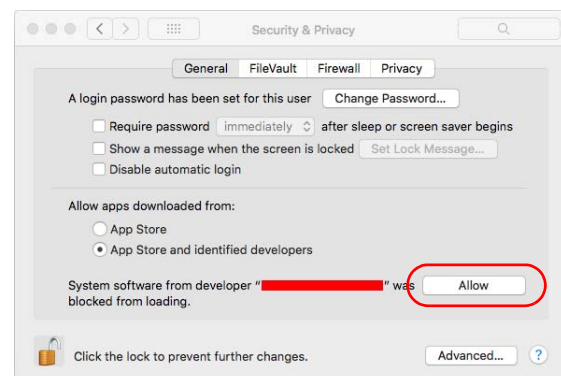 Security & Privacy
General FileVault Firewall Privacy
A login password has been set for this user Change Password...
Require password immediately after sleep or screen saver begins
Show a message when the screen is locked Set Lock Message...
Disable automatic login
Allow apps downloaded from:
App Store
App Store and identified developers
System software from developer " " was Allow
blocked from loading.
Click the lock to prevent further changes. Advanced... ?